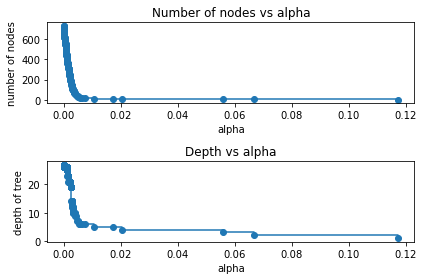 Number of nodes vs alpha
number of nodes
600
400
200
0
0.00 0.02 0.04 0.06 0.08 0.10 0.12
alpha
Depth vs alpha
depth of tree
20
10
0
0.00 0.02 0.04 0.06 0.08 0.10 0.12
alpha